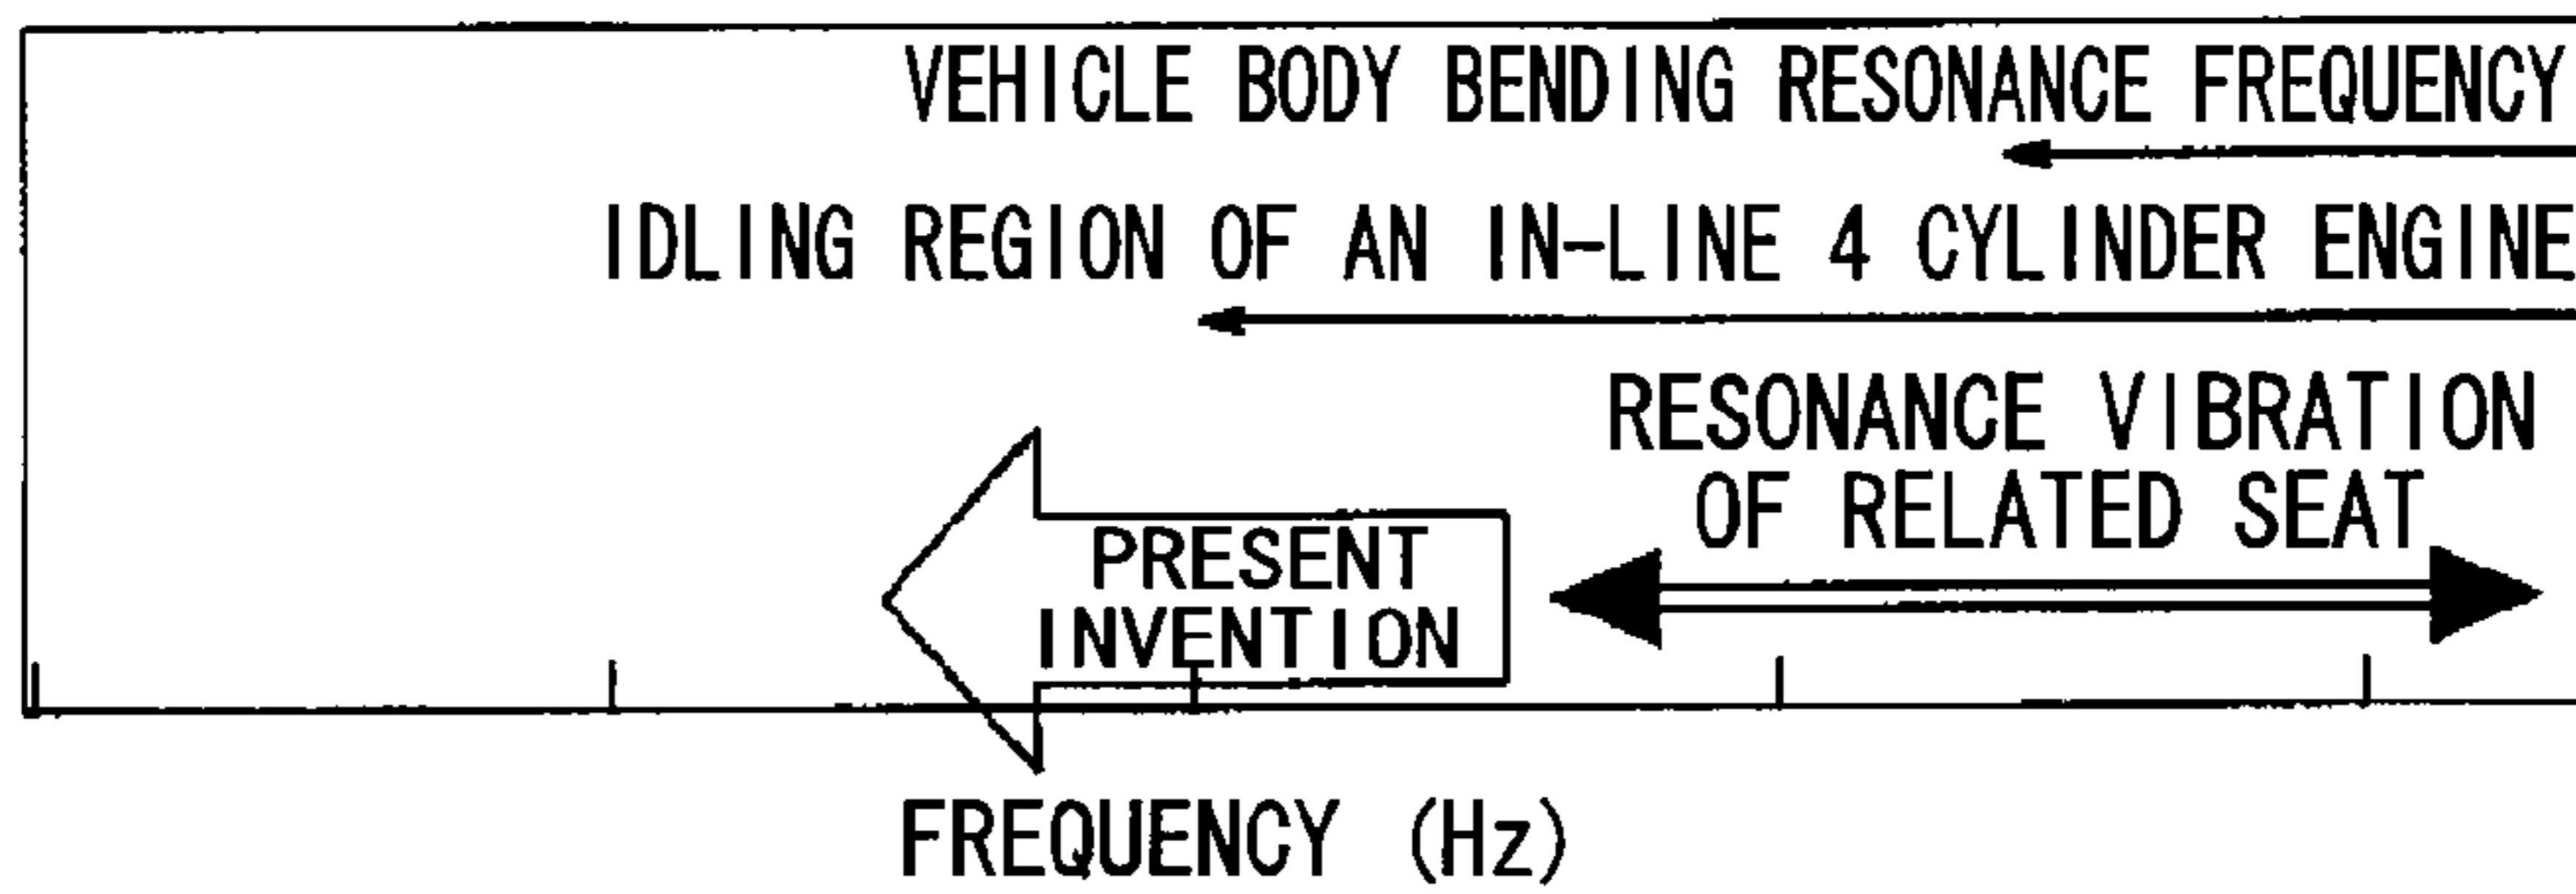 VEHICLE BODY BENDING RESONANCE FREQUENCY
IDLING REGION OF AN IN-LINE 4 CYLINDER ENGINE
RESONANCE VIBRATION
OF RELATED SEAT
PRESENT
INVENTION
FREQUENCY (Hz)